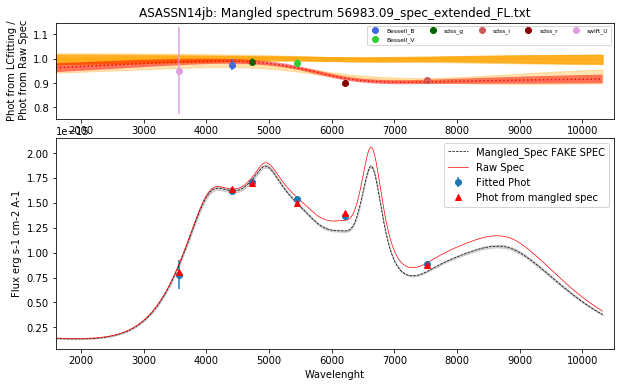 ASASSN14jb: Mangled spectrum 56983.09_spec_extended_FL.txt
Phot from LCfitting /
Phot from Raw Spec
1.1
1.0
0.9
0.8
Bessell_B
Bessell_V
sdss_g
sdss_i
sdss_r
swift_U
2000 3000 4000 5000 6000 7000 8000 9000 10000
Flux erg s-1 cm-2 A-1
2.00
1.75
1.50
1.25
1.00
0.75
0.50
0.25
Mangled_Spec FAKE SPEC
Raw Spec
Fitted Phot
Phot from mangled spec
2000 3000 4000 5000 6000 7000 8000 9000 10000
Wavelenght